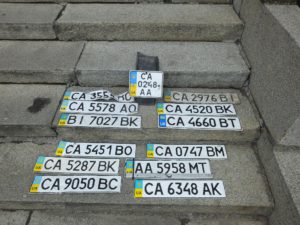 CA
0248
AA
CA 2976 BI
CA 5578 AO
CA 4520 BK
BI 7027 BK
CA 4660 BT
CA 5451 BO
CA 0747 BM
CA 5287 BK
AA 5958 MT
CA 9050 BC
CA 6348 AK